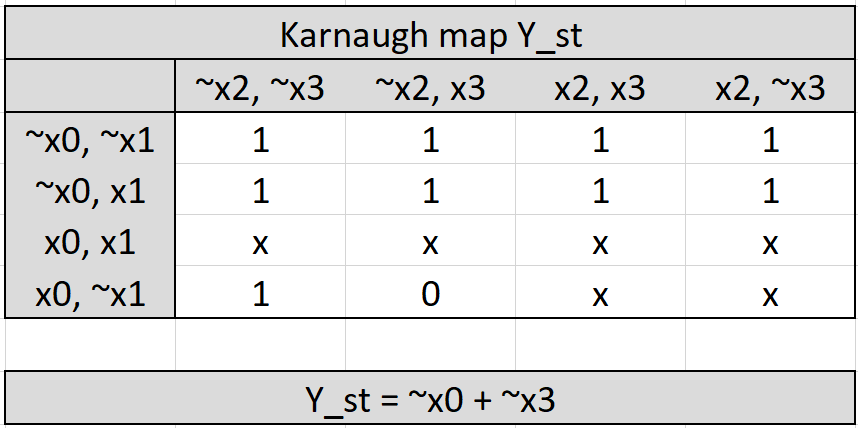 Karnaugh map Y_st
~x2, ~x3 ~x2, x3 x2, x3 x2, ~x3
~x0, ~x1 1 1 1 1
~x0, x1 1 1 1 1
x0, x1 x x x x
x0, ~x1 1 0 x x
Y_st = ~x0 + ~x3